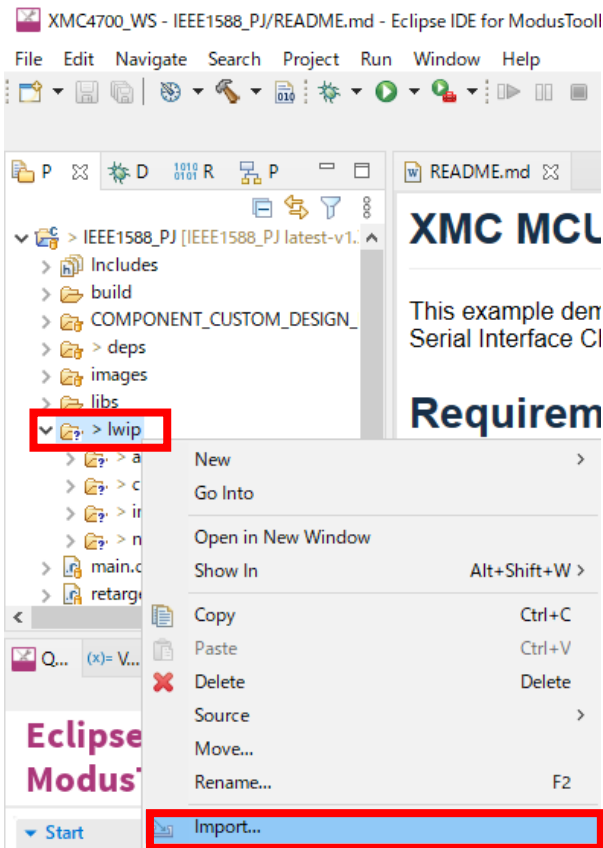 XMC4700_WS - IEEE1588_PJ/README.md - Eclipse IDE for ModusTool
File Edit Navigate Search Project Run Window Help
P D R P
README.md
> IEEE1588_PJ [IEEE1588_PJ latest-v1.
Includes
build
COMPONENT_CUSTOM_DESIGN_
> deps
images
libs
> lwip
> a
> c
> ir
> n
main.c
retarg
XMC MCU
This example dem
Serial Interface Cl
Requirem
New
Go Into
Open in New Window
Show In Alt+Shift+W >
Copy Ctrl+C
Paste Ctrl+V
Delete Delete
Source
Move...
Rename... F2
Import...
Q... (x)= V...
Eclipse
ModusT
Start